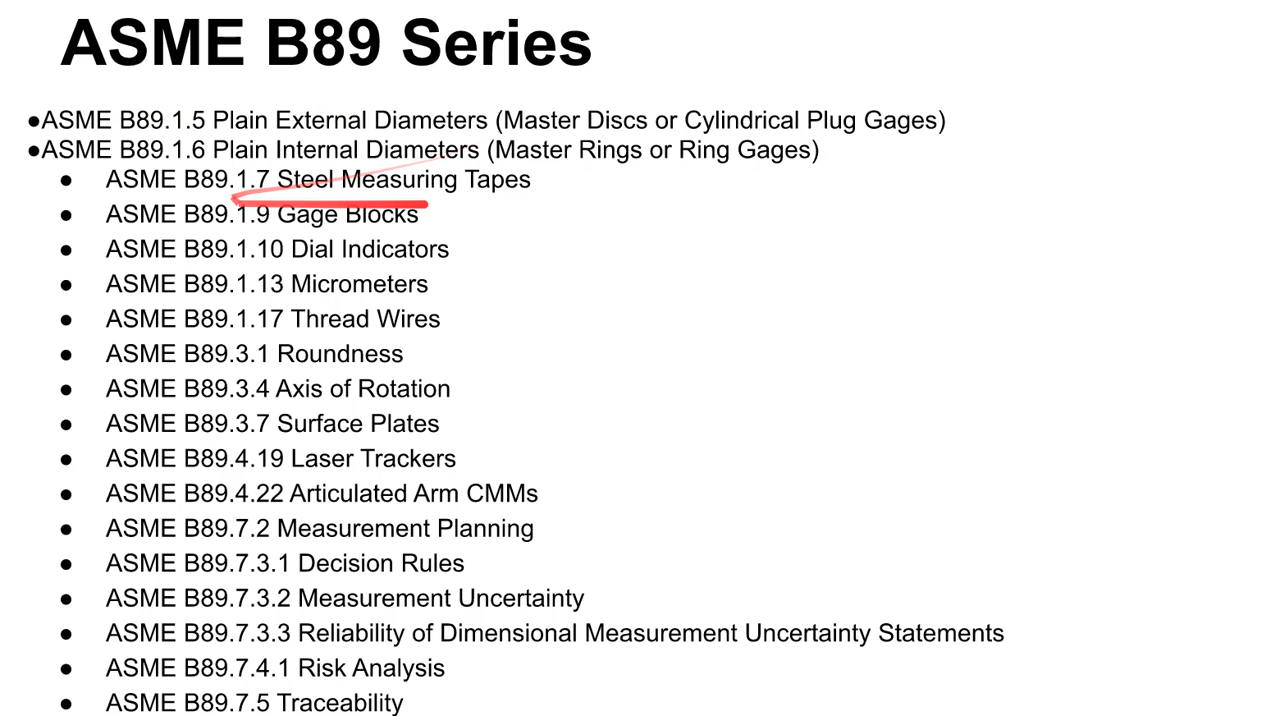 ASME B89 Series
●ASME B89.1.5 Plain External Diameters (Master Discs or Cylindrical Plug Gages)
●ASME B89.1.6 Plain Internal Diameters (Master Rings or Ring Gages)
● ASME B89.1.7 Steel Measuring Tapes
● ASME B89.1.9 Gage Blocks
● ASME B89.1.10 Dial Indicators
● ASME B89.1.13 Micrometers
● ASME B89.1.17 Thread Wires
● ASME B89.3.1 Roundness
● ASME B89.3.4 Axis of Rotation
● ASME B89.3.7 Surface Plates
● ASME B89.4.19 Laser Trackers
● ASME B89.4.22 Articulated Arm CMMs
● ASME B89.7.2 Measurement Planning
● ASME B89.7.3.1 Decision Rules
● ASME B89.7.3.2 Measurement Uncertainty
● ASME B89.7.3.3 Reliability of Dimensional Measurement Uncertainty Statements
● ASME B89.7.4.1 Risk Analysis
● ASME B89.7.5 Traceability